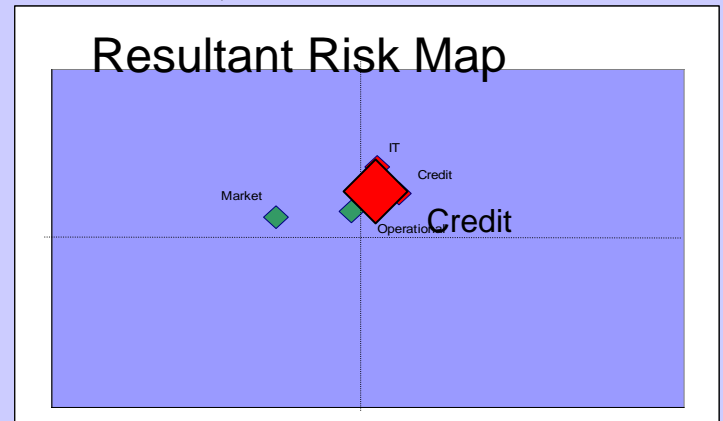 Resultant Risk Map
IT
Credit
Market
Credit
Operational